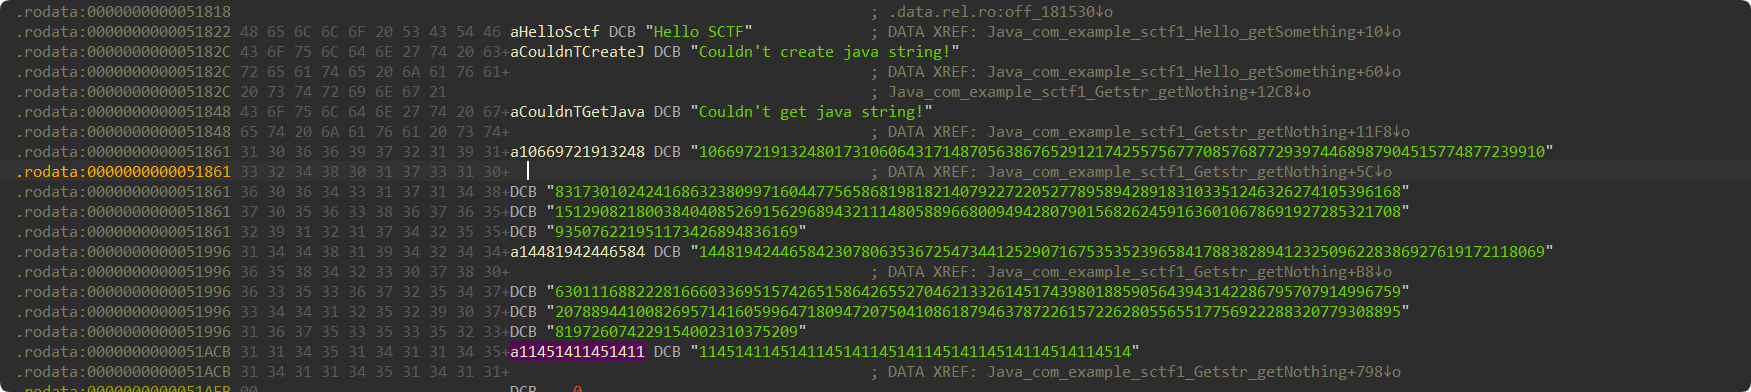 .rodata:0000000000051818 ; .data.rel.ro:off_181530↓o
.rodata:0000000000051822 48 65 6C 6C 6F 20 53 43 54 46 aHelloSctf DCB "Hello SCTF" ; DATA XREF: Java_com_example_sctf1_Hello_getSomething+10↓o
.rodata:000000000005182C 43 6F 75 6C 64 6E 27 74 20 63+aCouldnTCreateJ DCB "Couldn't create java string!"
.rodata:000000000005182C 72 65 61 74 65 20 6A 61 76 61+ ; DATA XREF: Java_com_example_sctf1_Hello_getSomething+60↓o
.rodata:000000000005182C 20 73 74 72 69 6E 67 21 ; Java_com_example_sctf1_Getstr_getNothing+12C8↓o
.rodata:0000000000051848 43 6F 75 6C 64 6E 27 74 20 67+aCouldnTGetJava DCB "Couldn't get java string!"
.rodata:0000000000051848 65 74 20 6A 61 76 61 20 73 74+ ; DATA XREF: Java_com_example_sctf1_Getstr_getNothing+11F8↓o
.rodata:0000000000051861 31 30 36 36 39 37 32 31 39 31+a10669721913248 DCB "1066972191324801731060643171487056386765291217425575677708576877293974468987904515774877239910"
.rodata:0000000000051861 33 32 34 38 30 31 37 33 31 30+ ; DATA XREF: Java_com_example_sctf1_Getstr_getNothing+5C↓o
.rodata:0000000000051861 36 30 36 34 33 31 37 31 34 38+DCB "8317301024241686323809971604477565868198182140792272205277895894289183103351246326274105396168"
.rodata:0000000000051861 37 30 35 36 33 38 36 37 36 35+DCB "1512908218003840408526915629689432111480588966800949428079015682624591636010678691927285321708"
.rodata:0000000000051861 32 39 31 32 31 37 34 32 35 35+DCB "935076221951173426894836169"
.rodata:0000000000051996 31 34 34 38 31 39 34 32 34 34+a14481942446584 DCB "1448194244658423078063536725473441252907167535352396584178838289412325096228386927619172118069"
.rodata:0000000000051996 36 35 38 34 32 33 30 37 38 30+ ; DATA XREF: Java_com_example_sctf1_Getstr_getNothing+B8↓o
.rodata:0000000000051996 36 33 35 33 36 37 32 35 34 37+DCB "6301116882228166603369515742651586426552704621332614517439801885905643943142286795707914996759"
.rodata:0000000000051996 33 34 34 31 32 35 32 39 30 37+DCB "2078894410082695714160599647180947207504108618794637872261572262805565517756922288320779308895"
.rodata:0000000000051996 31 36 37 35 33 35 33 35 32 33+DCB "819726074229154002310375209"
.rodata:0000000000051ACB 31 31 34 35 31 34 31 31 34 35+a11451411451411 DCB "114514114514114514114514114514114514114514114514"
.rodata:0000000000051ACB 31 34 31 31 34 35 31 34 31 31+ ; DATA XREF: Java_com_example_sctf1_Getstr_getNothing+798↓o
.rodata:0000000000051AFB 00 DCB 0